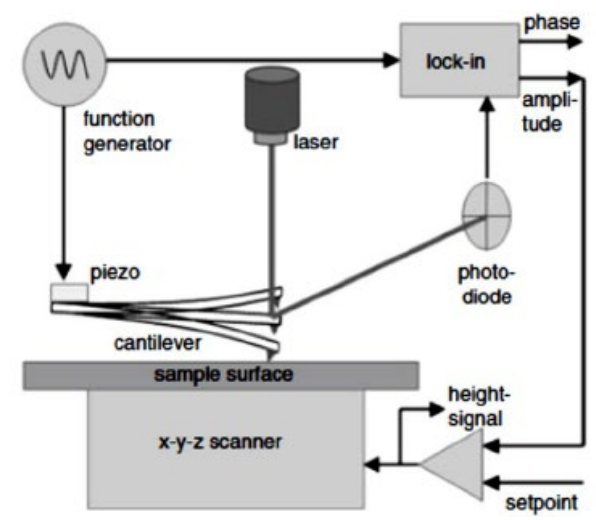 phase
lock-in
ampli-
tude
function
generator
laser
piezo
photo-
diode
cantilever
sample surface
height-
signal
x-y-z scanner
setpoint